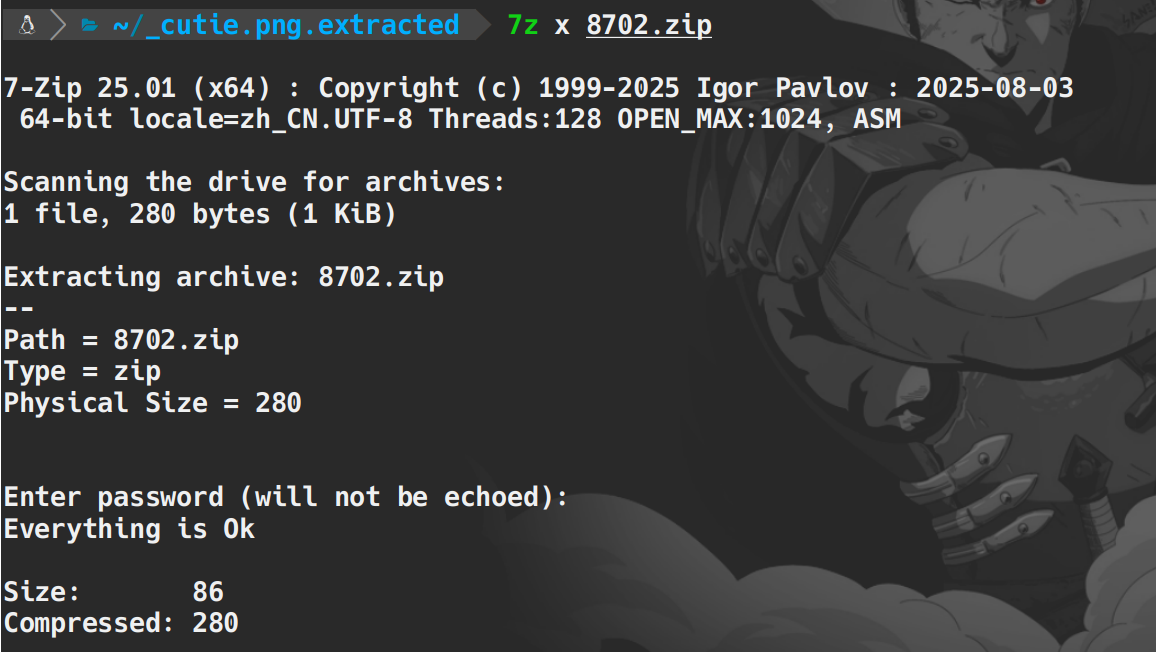 ~/_cutie.png.extracted 7z x 8702.zip
7-Zip 25.01 (x64) : Copyright (c) 1999-2025 Igor Pavlov : 2025-08-03
64-bit locale=zh_CN.UTF-8 Threads:128 OPEN_MAX:1024, ASM
Scanning the drive for archives:
1 file, 280 bytes (1 KiB)
Extracting archive: 8702.zip
--
Path = 8702.zip
Type = zip
Physical Size = 280
Enter password (will not be echoed):
Everything is Ok
Size: 86
Compressed: 280